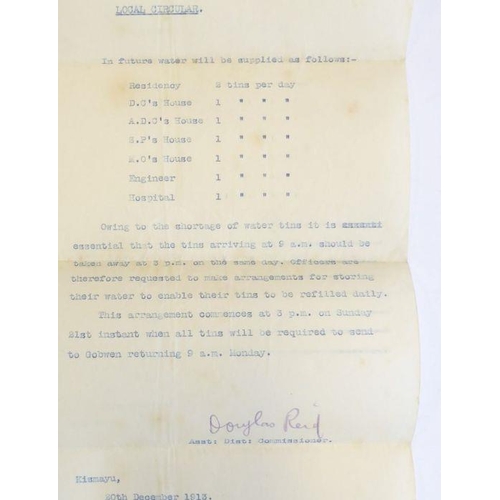 LOCAL CIRCULAR.
In future water will be supplied as follows:-
Residency 2 tins per day
D.C's House 1 " " "
A.D.C's House 1 " " "
S.P's House 1 " " "
M.O's House 1 " " "
Engineer 1 " " "
Hospital 1 " " "
Owing to the shortage of water tins it is
essential that the tins arriving at 9 a.m. should be
taken away at 3 p.m. on the same day. Officers are
therefore requested to make arrangements for storing
their water to enable their tins to be refilled daily.
This arrangement commences at 3 p.m. on Sunday
21st instant when all tins will be required to send
to Gobwen returning 9 a.m. Monday.
Douglas Reid
Asst: Dist: Commissioner.
Kismayu,
20th December 1913.